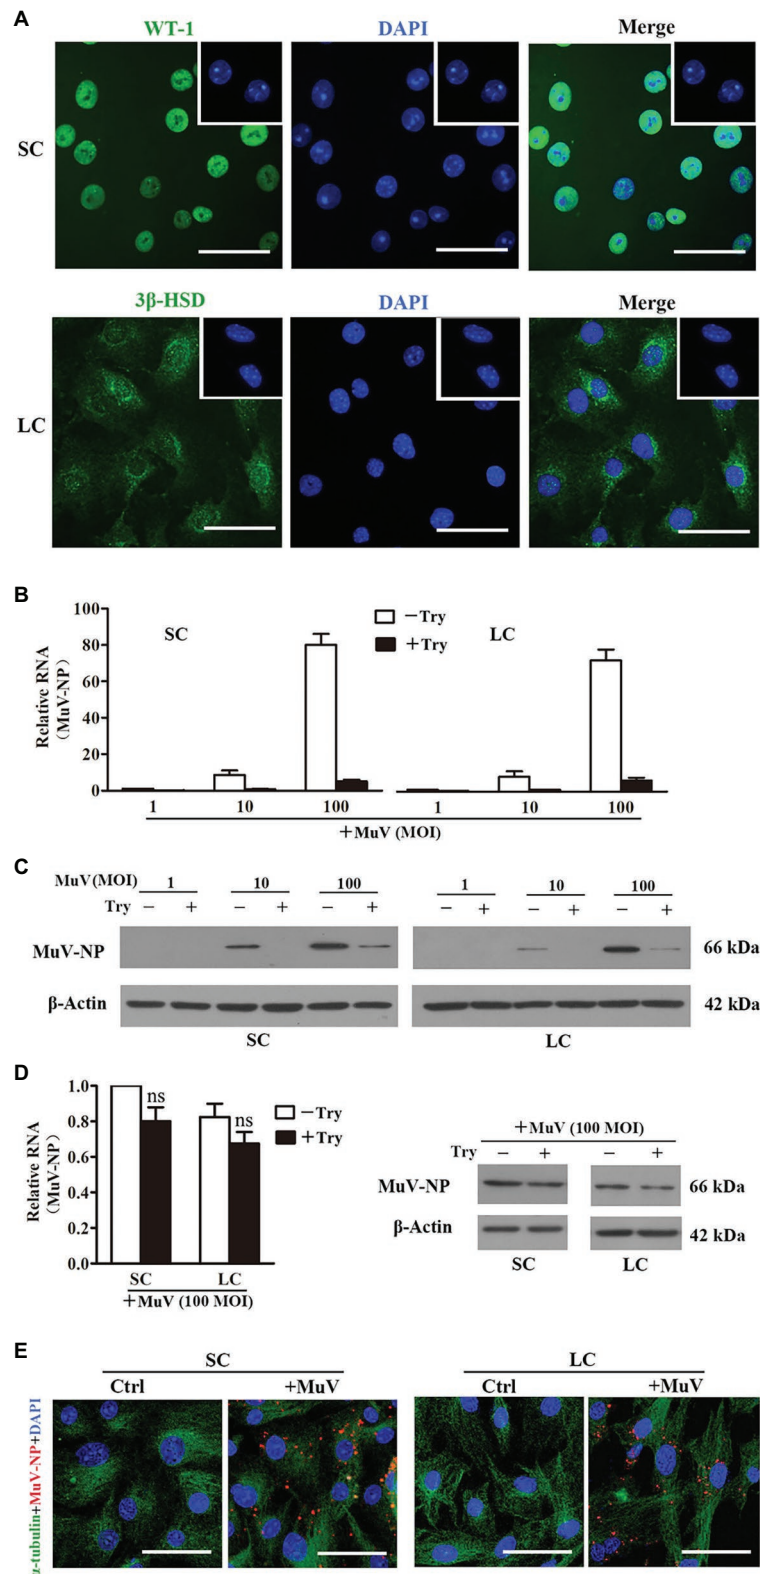 A
WT-1 DAPI Merge
SC
3β-HSD DAPI Merge
LC
B
Relative RNA
(MuV-NP)
100
80
60
40
20
0
SC
－Try
＋Try
LC
1 10 100 1 10 100
＋MuV (MOI)
C
MuV(MOI) 1 10 100 1 10 100
Try − + − + − + − + − + − +
MuV-NP 66 kDa
β-Actin 42 kDa
SC LC
D
Relative RNA
(MuV-NP)
1.0
0.8
0.6
0.4
0.2
0.0
ns
ns
－Try
＋Try
SC LC
＋MuV (100 MOI)
＋MuV (100 MOI)
Try − + − +
MuV-NP 66 kDa
β-Actin 42 kDa
SC LC
E
SC LC
Ctrl +MuV Ctrl +MuV
α-tubulin+MuV-NP+DAPI